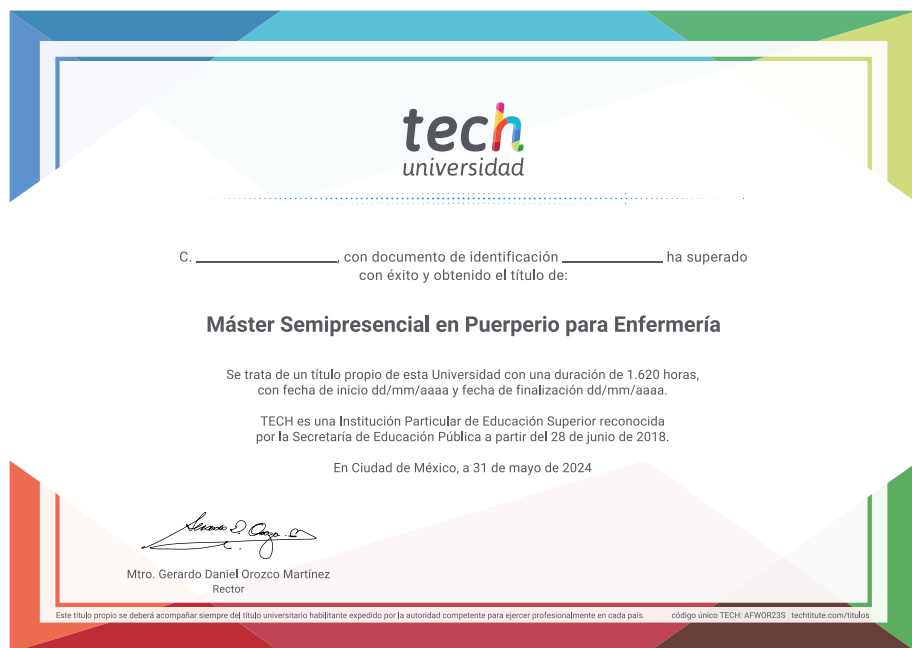 tech
universidad
C. ________________, con documento de identificación ____________ ha superado
con éxito y obtenido el título de:
Máster Semipresencial en Puerperio para Enfermería
Se trata de un título propio de esta Universidad con una duración de 1.620 horas,
con fecha de inicio dd/mm/aaaa y fecha de finalización dd/mm/aaaa.
TECH es una Institución Particular de Educación Superior reconocida
por la Secretaría de Educación Pública a partir del 28 de junio de 2018.
En Ciudad de México, a 31 de mayo de 2024
Mtro. Gerardo Daniel Orozco Martínez
Rector
Este título propio se deberá acompañar siempre del título universitario habilitante expedido por la autoridad competente para ejercer profesionalmente en cada país. código único TECH: AFWOR23S techtitute.com/titulos